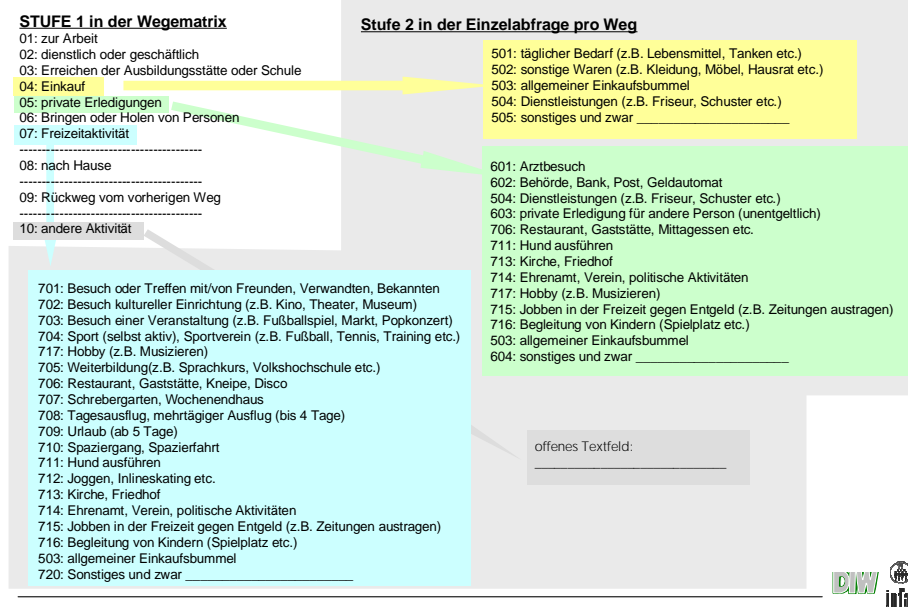 STUFE 1 in der Wegematrix
01: zur Arbeit
02: dienstlich oder geschäftlich
03: Erreichen der Ausbildungsstätte oder Schule
04: Einkauf
05: private Erledigungen
06: Bringen oder Holen von Personen
07: Freizeitaktivität
-----------------------------------------
08: nach Hause
-----------------------------------------
09: Rückweg vom vorherigen Weg
-----------------------------------------
10: andere Aktivität
Stufe 2 in der Einzelabfrage pro Weg
501: täglicher Bedarf (z.B. Lebensmittel, Tanken etc.)
502: sonstige Waren (z.B. Kleidung, Möbel, Hausrat etc.)
503: allgemeiner Einkaufsbummel
504: Dienstleistungen (z.B. Friseur, Schuster etc.)
505: sonstiges und zwar ______________________
601: Arztbesuch
602: Behörde, Bank, Post, Geldautomat
504: Dienstleistungen (z.B. Friseur, Schuster etc.)
603: private Erledigung für andere Person (unentgeltlich)
706: Restaurant, Gaststätte, Mittagessen etc.
711: Hund ausführen
713: Kirche, Friedhof
714: Ehrenamt, Verein, politische Aktivitäten
717: Hobby (z.B. Musizieren)
715: Jobben in der Freizeit gegen Entgeld (z.B. Zeitungen austragen)
716: Begleitung von Kindern (Spielplatz etc.)
503: allgemeiner Einkaufsbummel
604: sonstiges und zwar ______________________
701: Besuch oder Treffen mit/von Freunden, Verwandten, Bekannten
702: Besuch kultureller Einrichtung (z.B. Kino, Theater, Museum)
703: Besuch einer Veranstaltung (z.B. Fußballspiel, Markt, Popkonzert)
704: Sport (selbst aktiv), Sportverein (z.B. Fußball, Tennis, Training etc.)
717: Hobby (z.B. Musizieren)
705: Weiterbildung(z.B. Sprachkurs, Volkshochschule etc.)
706: Restaurant, Gaststätte, Kneipe, Disco
707: Schrebergarten, Wochenendhaus
708: Tagesausflug, mehrtägiger Ausflug (bis 4 Tage)
709: Urlaub (ab 5 Tage)
710: Spaziergang, Spazierfahrt
711: Hund ausführen
712: Joggen, Inlineskating etc.
713: Kirche, Friedhof
714: Ehrenamt, Verein, politische Aktivitäten
715: Jobben in der Freizeit gegen Entgeld (z.B. Zeitungen austragen)
716: Begleitung von Kindern (Spielplatz etc.)
503: allgemeiner Einkaufsbummel
720: Sonstiges und zwar ________________________
offenes Textfeld:
____________________________
DIW